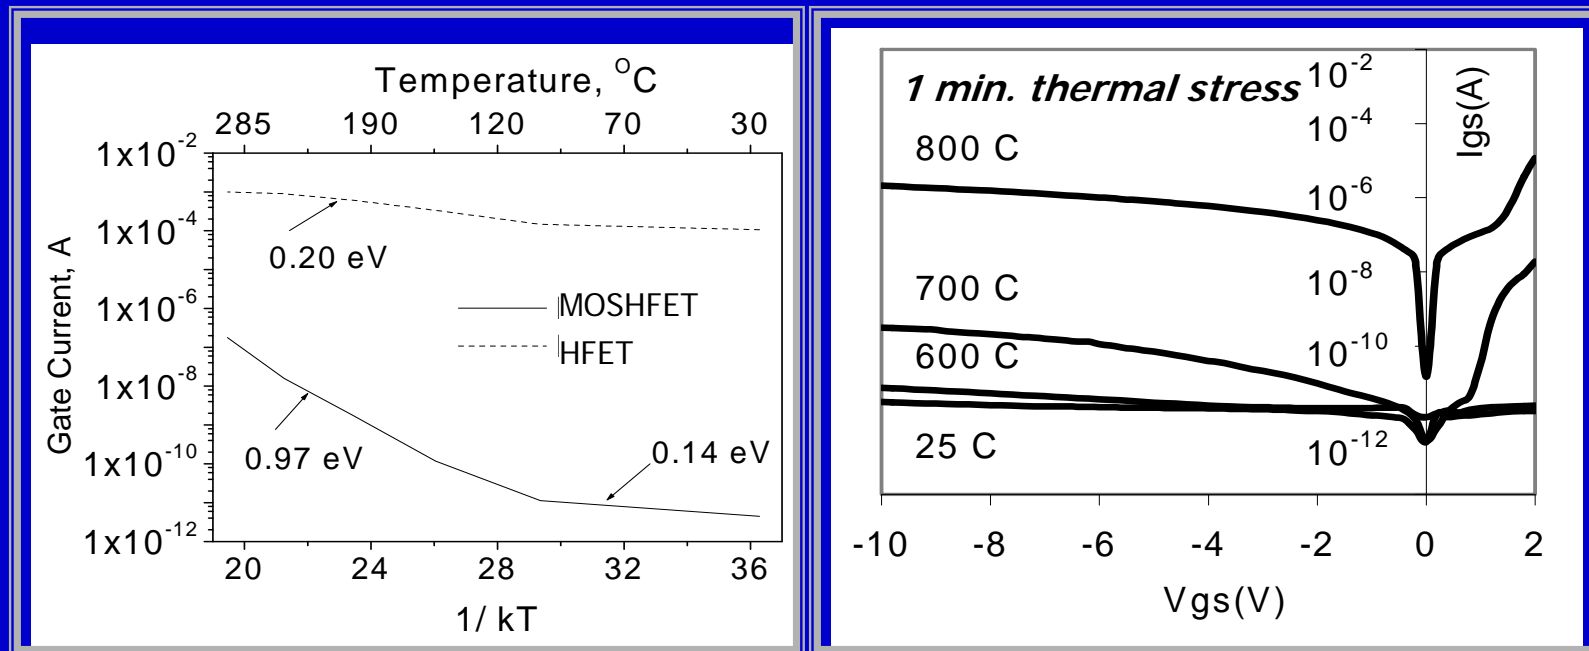 Temperature, °C
285 190 120 70 30
1x10⁻²
1x10⁻⁴
1x10⁻⁶
1x10⁻⁸
1x10⁻¹⁰
1x10⁻¹²
Gate Current, A
0.20 eV
MOSHFET
HFET
0.97 eV
0.14 eV
20 24 28 32 36
1/ kT
1 min. thermal stress
800 C
700 C
600 C
25 C
10⁻²
10⁻⁴
10⁻⁶
10⁻⁸
10⁻¹⁰
10⁻¹²
Igs(A)
-10 -8 -6 -4 -2 0 2
Vgs(V)